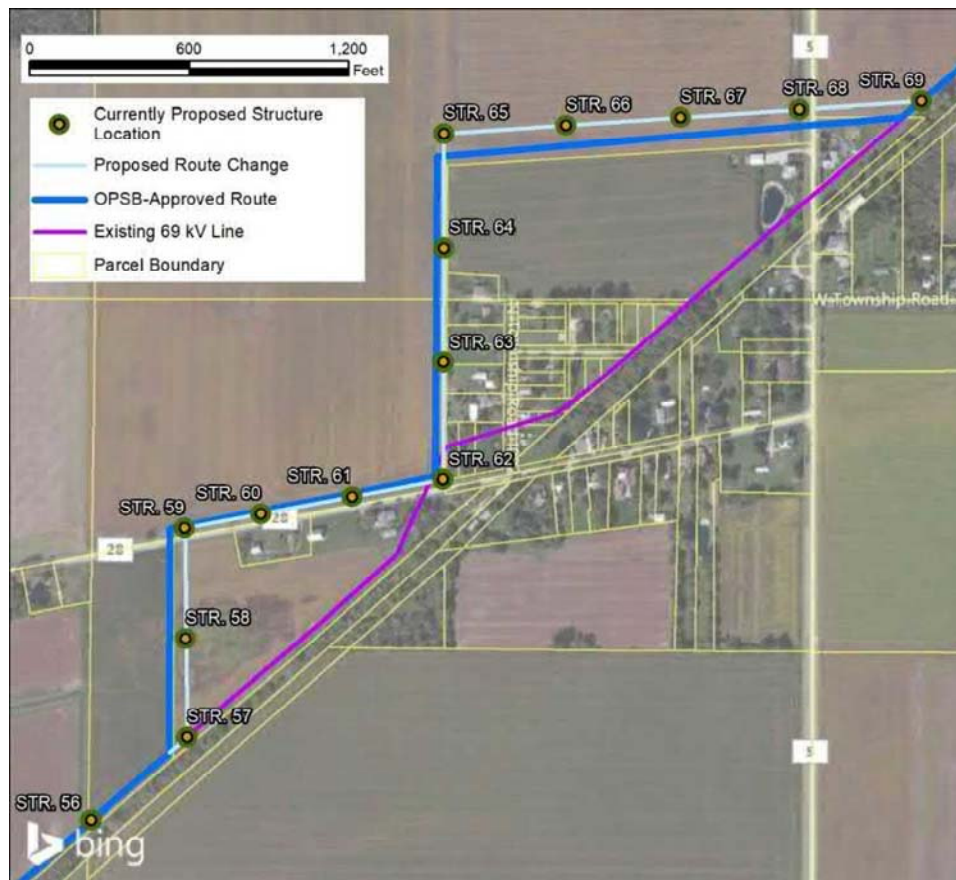 0 600 1,200
Feet
Currently Proposed Structure
Location
Proposed Route Change
OPSB-Approved Route
Existing 69 kV Line
Parcel Boundary
5
STR. 65
STR. 66
STR. 67
STR. 68
STR. 69
STR. 64
W Township Road
STR. 63
STR. 62
STR. 61
STR. 60
STR. 59
28
28
STR. 58
STR. 57
5
STR. 56
bing